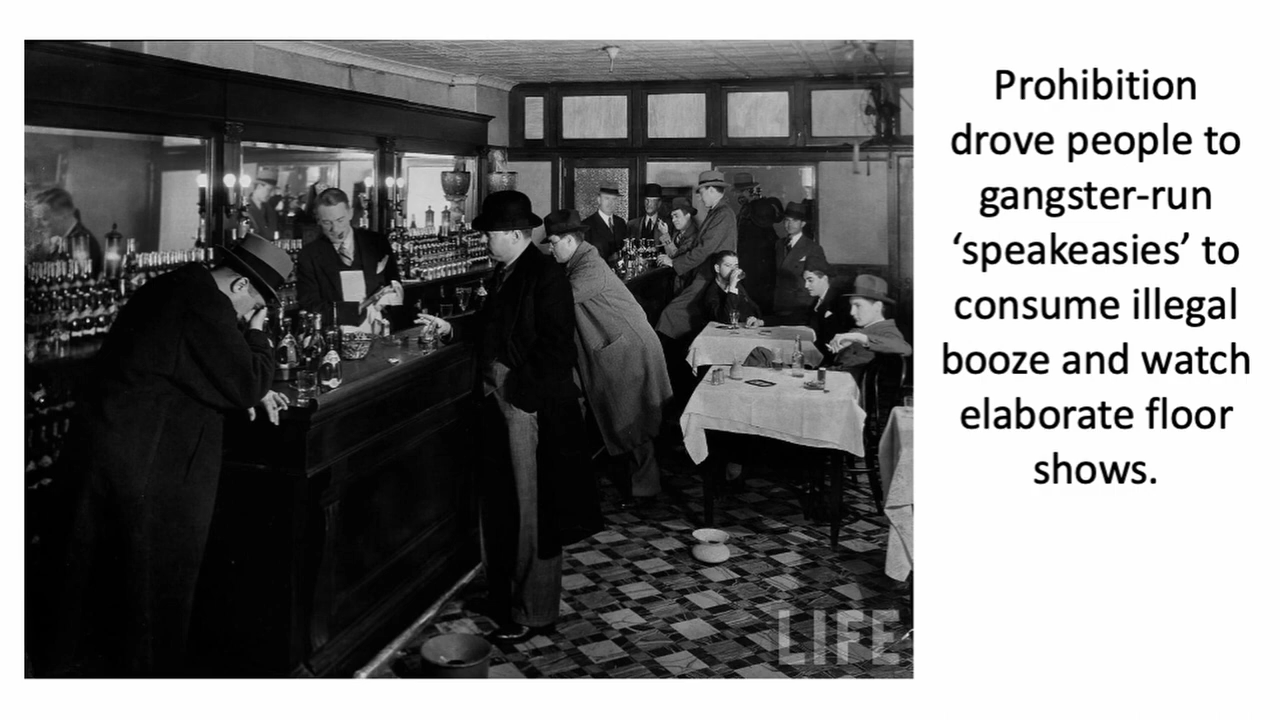 Prohibition
drove people to
gangster-run
‘speakeasies’ to
consume illegal
booze and watch
elaborate floor
shows.
LIFE